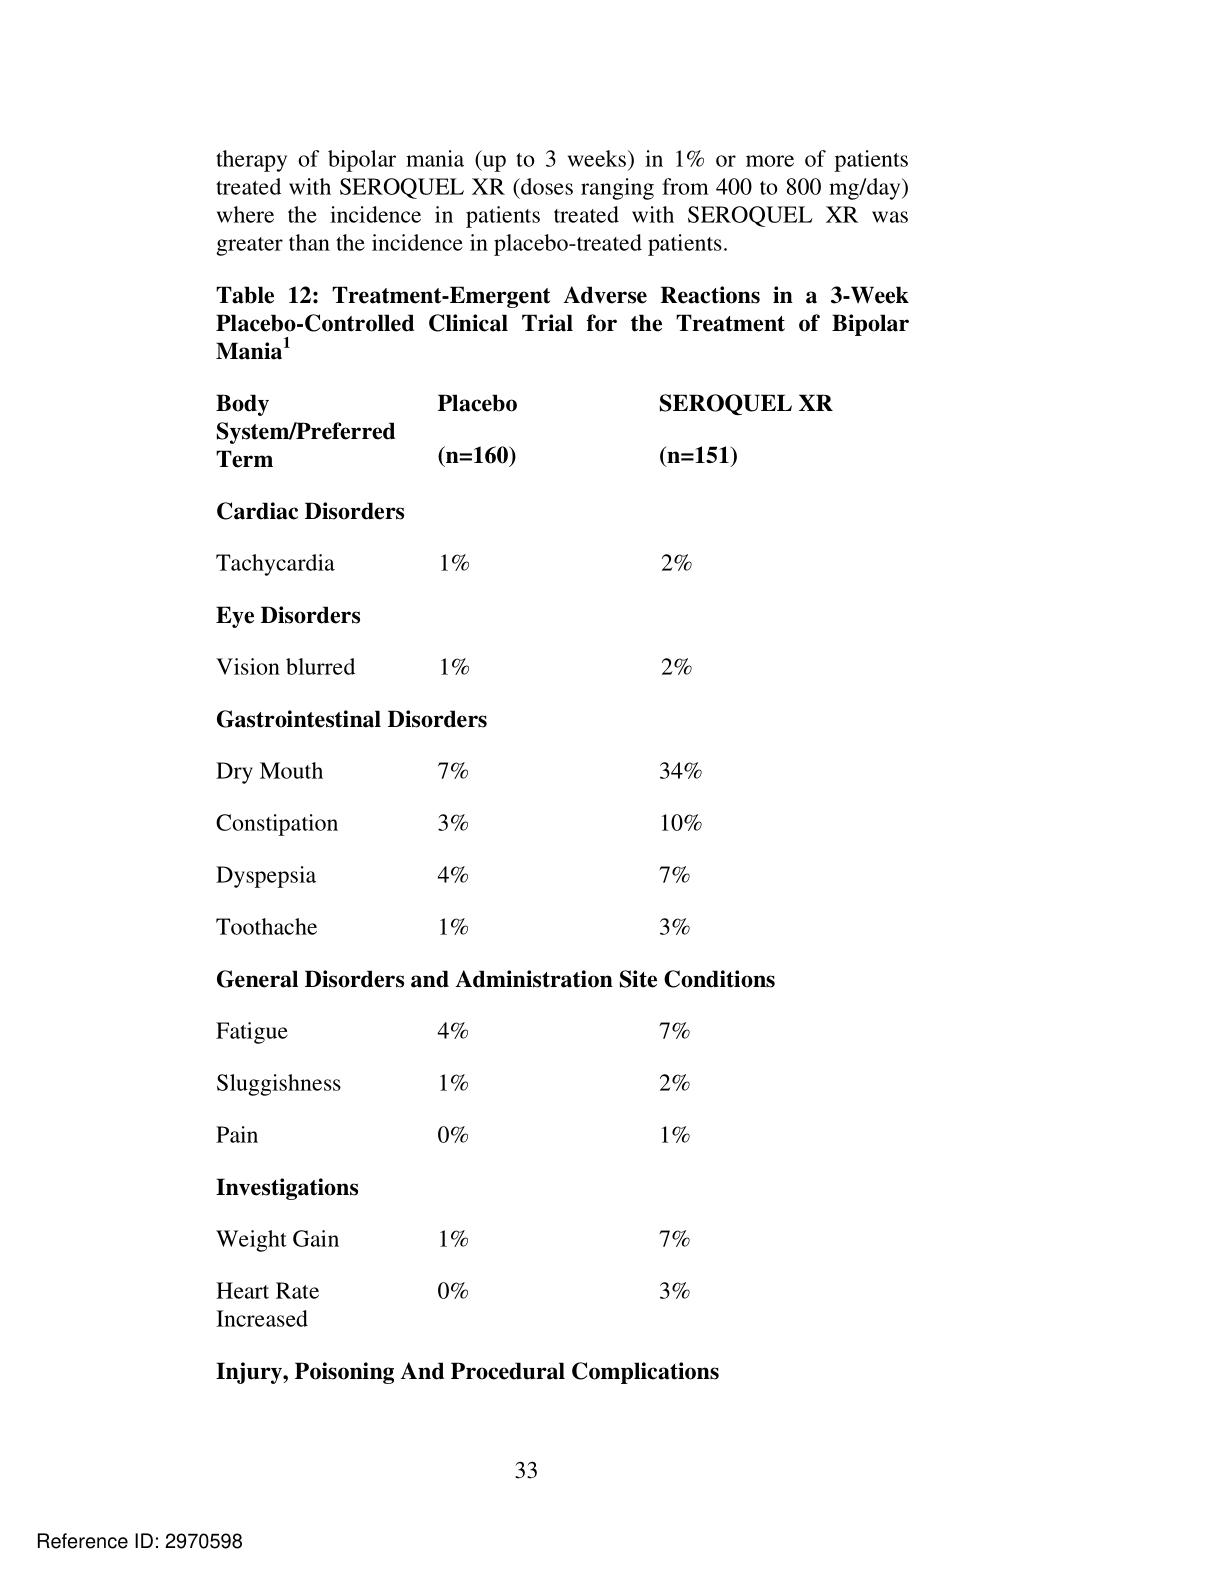 therapy of bipolar mania (up to 3 weeks) in 1% or more of patients
treated with SEROQUEL XR (doses ranging from 400 to 800 mg/day)
where the incidence in patients treated with SEROQUEL XR was
greater than the incidence in placebo-treated patients.
Table 12: Treatment-Emergent Adverse Reactions in a 3-Week
Placebo-Controlled Clinical Trial for the Treatment of Bipolar
Mania1
Body Placebo SEROQUEL XR
System/Preferred
Term (n=160) (n=151)
Cardiac Disorders
Tachycardia 1% 2%
Eye Disorders
Vision blurred 1% 2%
Gastrointestinal Disorders
Dry Mouth 7% 34%
Constipation 3% 10%
Dyspepsia 4% 7%
Toothache 1% 3%
General Disorders and Administration Site Conditions
Fatigue 4% 7%
Sluggishness 1% 2%
Pain 0% 1%
Investigations
Weight Gain 1% 7%
Heart Rate 0% 3%
Increased
Injury, Poisoning And Procedural Complications
33
Reference ID: 2970598